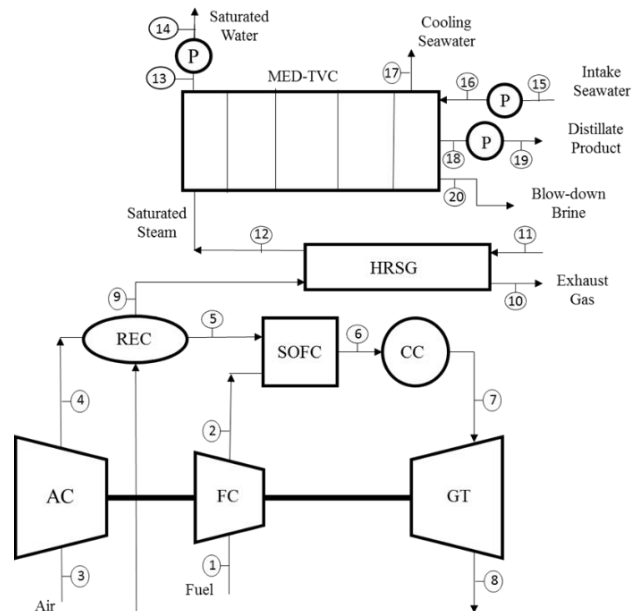 Saturated
Water
14
P
13
MED-TVC
17
Cooling
Seawater
16
P
15
Intake
Seawater
18
P
19
Distillate
Product
20
Blow-down
Brine
Saturated
Steam
12
HRSG
11
10
Exhaust
Gas
9
REC
5
SOFC
6
CC
4
2
7
AC
FC
GT
3
Air
1
Fuel
8